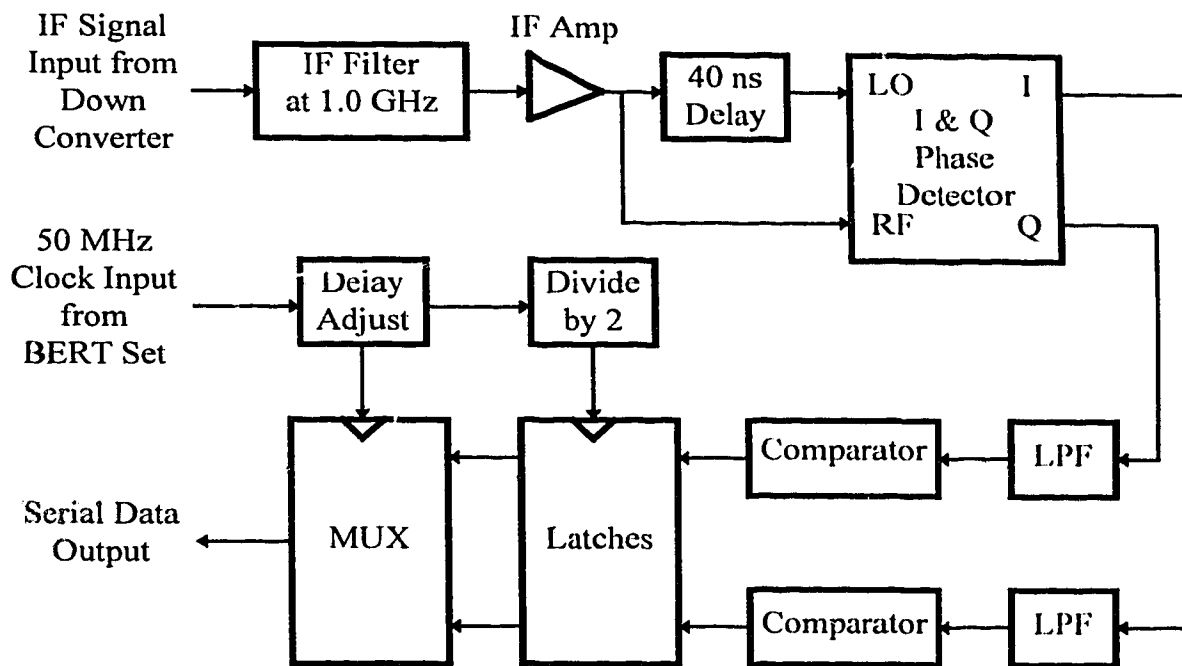 IF Signal
Input from
Down
Converter
IF Filter
at 1.0 GHz
IF Amp
40 ns
Delay
LO
I
I & Q
Phase
Detector
RF
Q
50 MHz
Clock Input
from
BERT Set
Delay
Adjust
Divide
by 2
Serial Data
Output
MUX
Latches
Comparator
LPF
Comparator
LPF